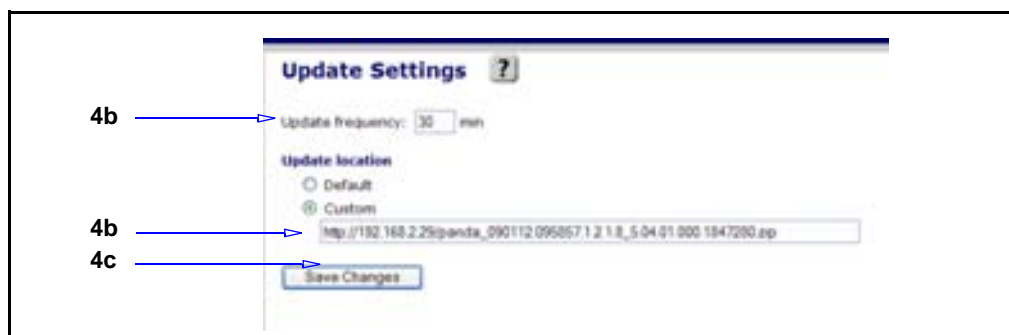 Update Settings ?
4b
Update frequency: 30 min
Update location
Default
Custom
4b
http://192.168.2.29/panda_090112.095857.1.2.1.8_5.04.01.000.1847280.zip
4c
Save Changes